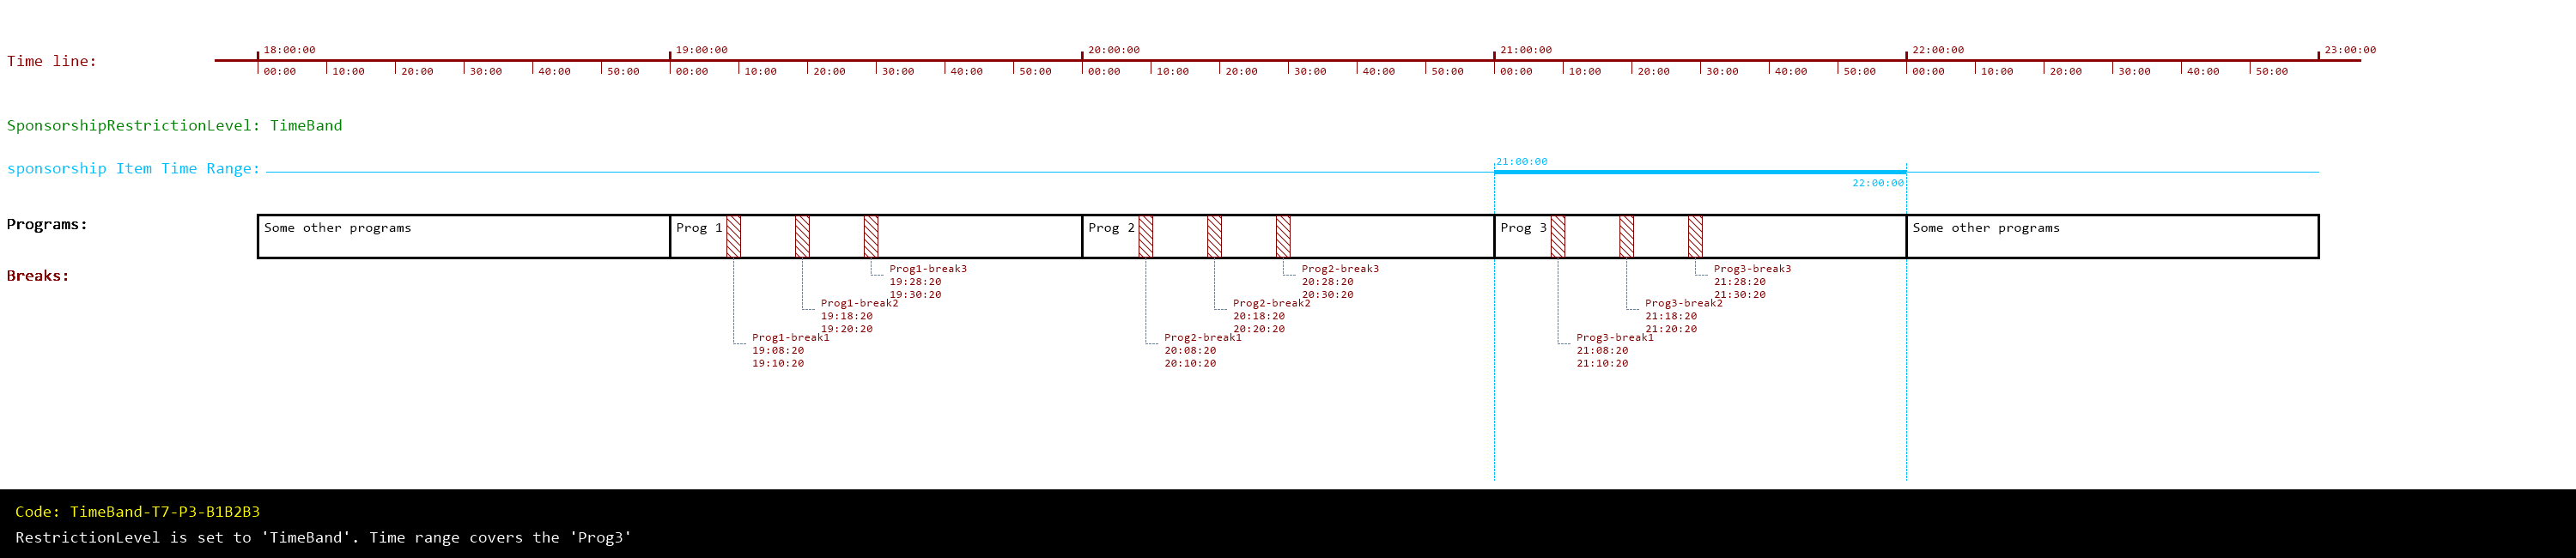 Time line:
18:00:00 19:00:00 20:00:00 21:00:00 22:00:00 23:00:00
00:00 10:00 20:00 30:00 40:00 50:00 00:00 10:00 20:00 30:00 40:00 50:00 00:00 10:00 20:00 30:00 40:00 50:00 00:00 10:00 20:00 30:00 40:00 50:00 00:00 10:00 20:00 30:00 40:00 50:00
SponsorshipRestrictionLevel: TimeBand
sponsorship Item Time Range:
21:00:00
22:00:00
Programs:
Some other programs
Prog 1
Prog 2
Prog 3
Some other programs
Breaks:
Prog1-break3
19:28:20
19:30:20
Prog1-break2
19:18:20
19:20:20
Prog1-break1
19:08:20
19:10:20
Prog2-break3
20:28:20
20:30:20
Prog2-break2
20:18:20
20:20:20
Prog2-break1
20:08:20
20:10:20
Prog3-break3
21:28:20
21:30:20
Prog3-break2
21:18:20
21:20:20
Prog3-break1
21:08:20
21:10:20
Code: TimeBand-T7-P3-B1B2B3
RestrictionLevel is set to 'TimeBand'. Time range covers the 'Prog3'